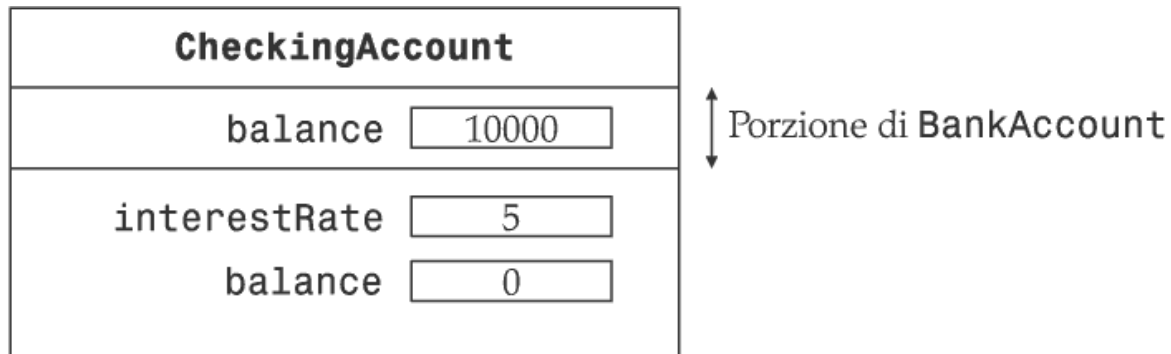 CheckingAccount
balance 10000
Porzione di BankAccount
interestRate 5
balance 0